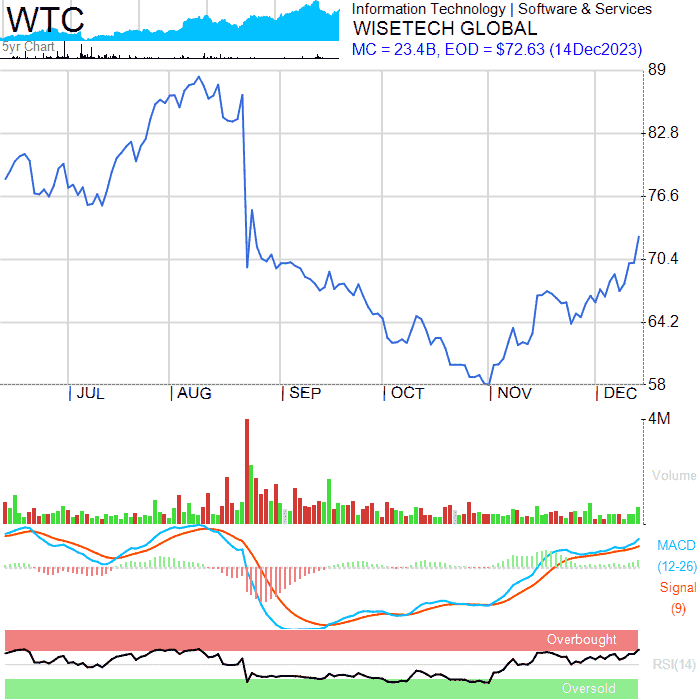 WTC
5yr Chart
Information Technology | Software & Services
WISETECH GLOBAL
MC = 23.4B, EOD = $72.63 (14Dec2023)
89
82.8
76.6
70.4
64.2
58
JUL
AUG
SEP
OCT
NOV
DEC
4M
Volume
MACD
(12-26)
Signal
(9)
Overbought
RSI(14)
Oversold